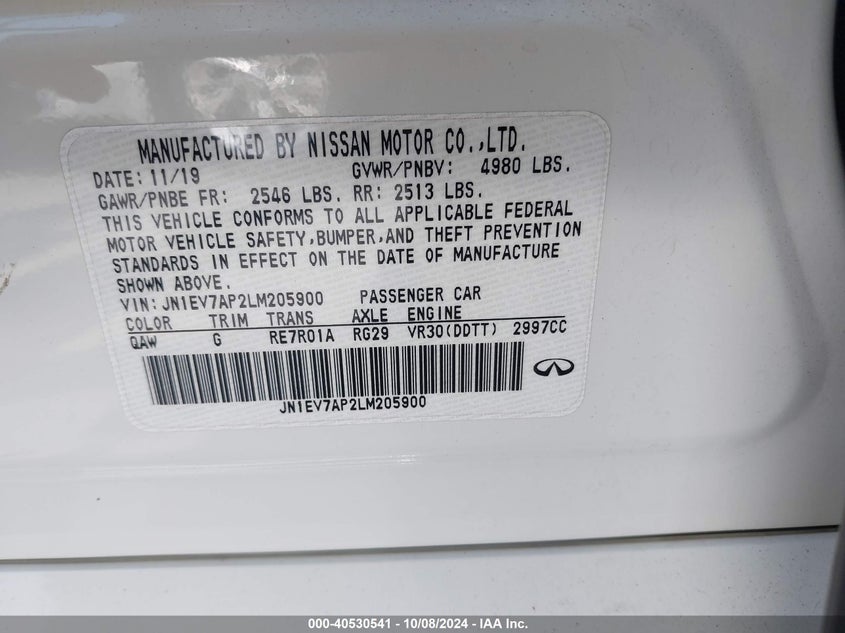 MANUFACTURED BY NISSAN MOTOR CO.,LTD.
DATE: 11/19 GVWR/PNBV: 4980 LBS.
GAWR/PNBE FR: 2546 LBS. RR: 2513 LBS.
THIS VEHICLE CONFORMS TO ALL APPLICABLE FEDERAL
MOTOR VEHICLE SAFETY,BUMPER,AND THEFT PREVENTION
STANDARDS IN EFFECT ON THE DATE OF MANUFACTURE
SHOWN ABOVE.
VIN: JN1EV7AP2LM205900 PASSENGER CAR
COLOR TRIM TRANS AXLE ENGINE
QAW G RE7R01A RG29 VR30(DDTT) 2997CC
JN1EV7AP2LM205900
000-40530541 - 10/08/2024 - IAA Inc.